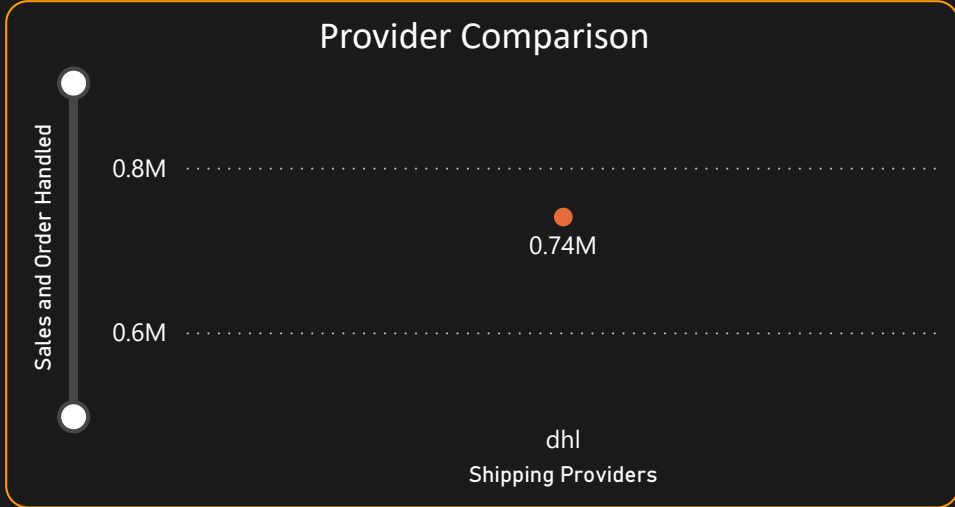 Provider Comparison
Sales and Order Handled
0.8M
0.74M
0.6M
dhl
Shipping Providers